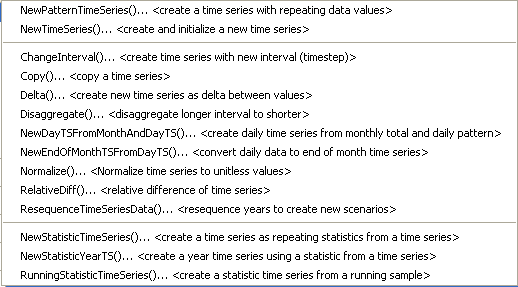 NewPatternTimeSeries()... <create a time series with repeating data values>
NewTimeSeries()... <create and initialize a new time series>
ChangeInterval()... <create time series with new interval (timestep)>
Copy()... <copy a time series>
Delta()... <create new time series as delta between values>
Disaggregate()... <disaggregate longer interval to shorter>
NewDayTSFromMonthAndDayTS()... <create daily time series from monthly total and daily pattern>
NewEndOfMonthTSFromDayTS()... <convert daily data to end of month time series>
Normalize()... <Normalize time series to unitless values>
RelativeDiff()... <relative difference of time series>
ResequenceTimeSeriesData()... <resequence years to create new scenarios>
NewStatisticTimeSeries()... <create a time series as repeating statistics from a time series>
NewStatisticYearTS()... <create a year time series using a statistic from a time series>
RunningStatisticTimeSeries()... <create a statistic time series from a running sample>